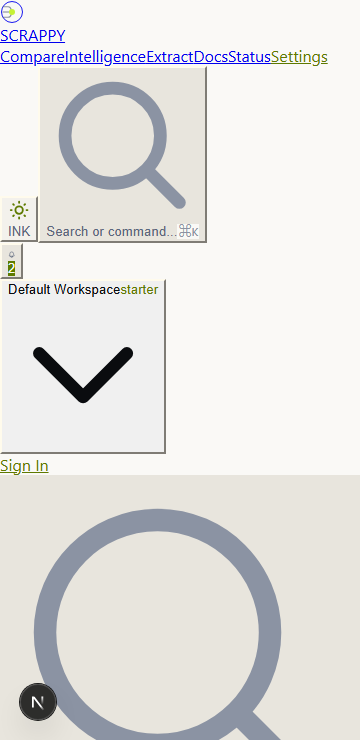 SCRAPPY
CompareIntelligenceExtractDocsStatusSettings
INK
Search or command...⌘K
2
Default Workspacestarter
Sign In
N